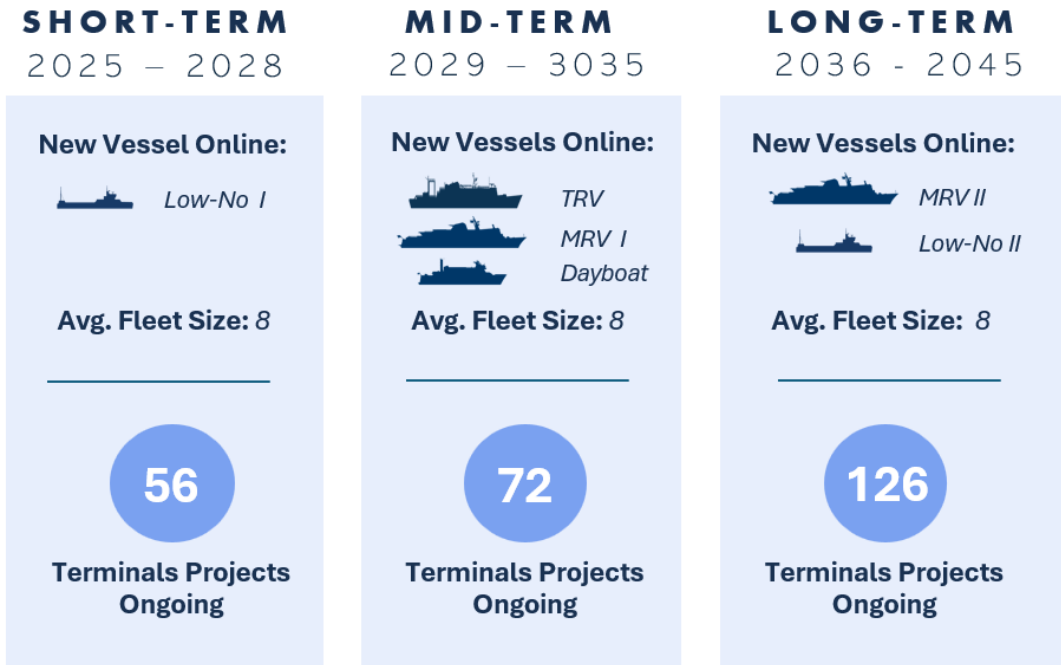 SHORT-TERM
2025 – 2028
New Vessel Online:
Low-No I
Avg. Fleet Size: 8
56
Terminals Projects
Ongoing
MID-TERM
2029 – 3035
New Vessels Online:
TRV
MRV I
Dayboat
Avg. Fleet Size: 8
72
Terminals Projects
Ongoing
LONG-TERM
2036 - 2045
New Vessels Online:
MRV II
Low-No II
Avg. Fleet Size: 8
126
Terminals Projects
Ongoing